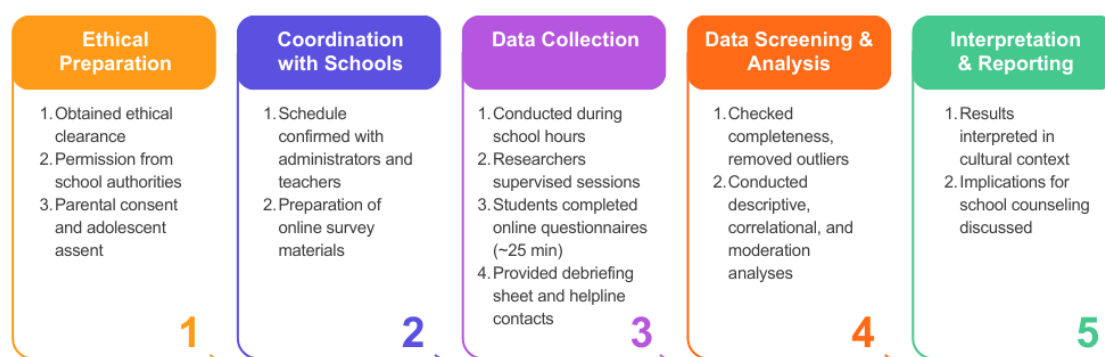 Ethical
Preparation
1. Obtained ethical
clearance
2. Permission from
school authorities
3. Parental consent
and adolescent
assent
1
Coordination
with Schools
1. Schedule
confirmed with
administrators and
teachers
2. Preparation of
online survey
materials
2
Data Collection
1. Conducted during
school hours
2. Researchers
supervised sessions
3. Students completed
online questionnaires
(~25 min)
4. Provided debriefing
sheet and helpline
contacts
3
Data Screening &
Analysis
1. Checked
completeness,
removed outliers
2. Conducted
descriptive,
correlational, and
moderation
analyses
4
Interpretation
& Reporting
1. Results
interpreted in
cultural context
2. Implications for
school counseling
discussed
5